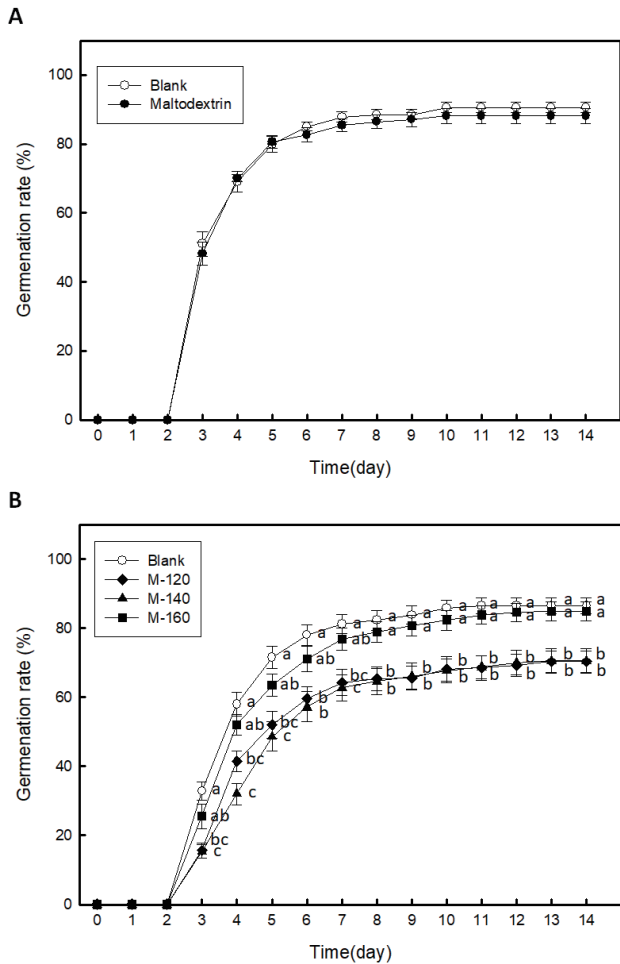 A
100
80
60
40
20
0
Germenation rate (%)
Blank
Maltodextrin
0 1 2 3 4 5 6 7 8 9 10 11 12 13 14
Time(day)
B
100
80
60
40
20
0
Germenation rate (%)
Blank
M-120
M-140
M-160
a a a a a a a a a a a a
ab ab ab ab ab a a a a a a a
bc bc bc b bc b b b b b b b
c c c b c b b b b b b b
0 1 2 3 4 5 6 7 8 9 10 11 12 13 14
Time(day)